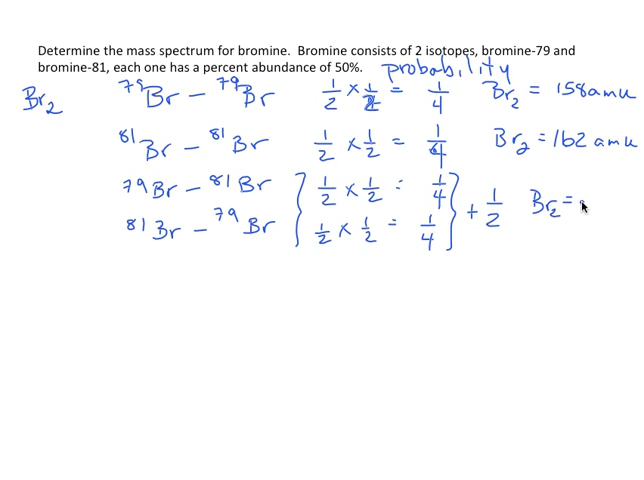 Determine the mass spectrum for bromine. Bromine consists of 2 isotopes, bromine-79 and
bromine-81, each one has a percent abundance of 50%.
probability
Br₂ ⁷⁹Br – ⁷⁹Br 1/2 × 1/2 = 1/4 Br₂ = 158amu
⁸¹Br – ⁸¹Br 1/2 × 1/2 = 1/4 Br₂ = 162 amu
⁷⁹Br – ⁸¹Br { 1/2 × 1/2 = 1/4 }
+ 1/2 Br₂ =
⁸¹Br – ⁷⁹Br { 1/2 × 1/2 = 1/4 }